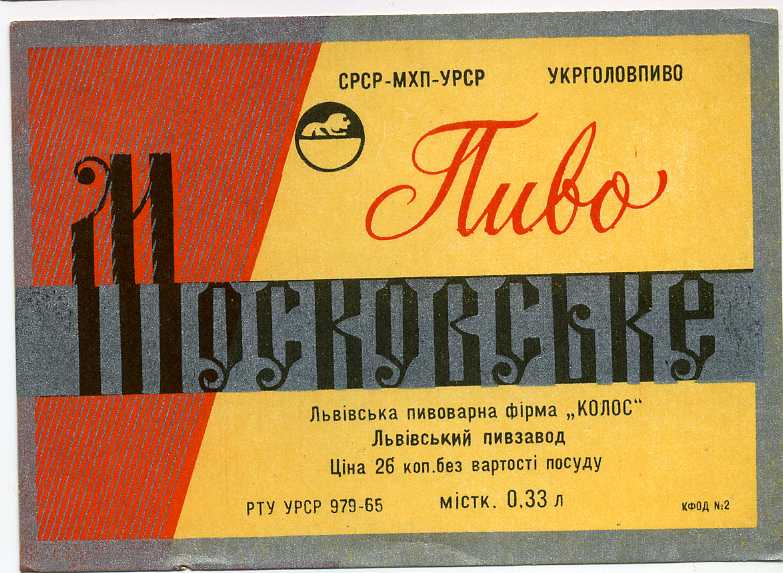 СРСР-МХП-УРСР УКРГОЛОВПИВО
Пиво
Московське
Львівська пивоварна фірма „КОЛОС“
Львівський пивзавод
Ціна 26 коп.без вартості посуду
РТУ УРСР 979-65 містк. 0,33 л КФОД №2